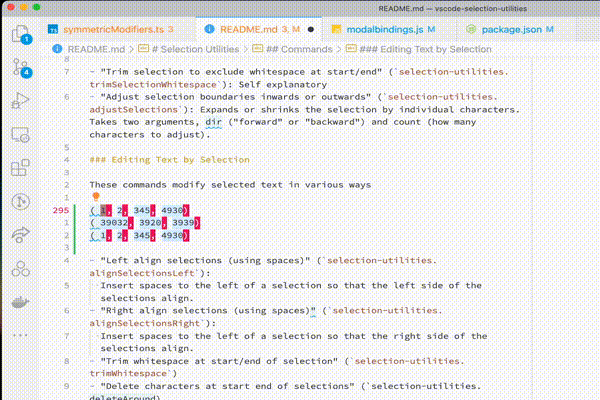 README.md — vscode-selection-utilities
symmetricModifiers.ts 3
README.md 3, M
modalbindings.js M
package.json M
README.md > # Selection Utilities > ## Commands > ### Editing Text by Selection
8
7 - "Trim selection to exclude whitespace at start/end" (`selection-utilities.
trimSelectionWhitespace`): Self explanatory
6 - "Adjust selection boundaries inwards or outwards" (`selection-utilities.
adjustSelections`): Expands or shrinks the selection by individual characters.
Takes two arguments, dir ("forward" or "backward") and count (how many
characters to adjust).
5
4 ### Editing Text by Selection
3
2 These commands modify selected text in various ways
1
295 ( 1, 2, 345, 4930)
1 ( 39032, 3920, 3939)
2 ( 1, 2, 345, 4930)
3
4 - "Left align selections (using spaces)" (`selection-utilities.
alignSelectionsLeft`):
5 Insert spaces to the left of a selection so that the left side of the
selections align.
6 - "Right align selections (using spaces)" (`selection-utilities.
alignSelectionsRight`):
7 Insert spaces to the left of a selection so that the right side of the
selections align.
8 - "Trim whitespace at start/end of selection" (`selection-utilities.
trimWhitespace`)
9 - "Delete characters at start end of selections" (`selection-utilities.
deleteAround)
1
4